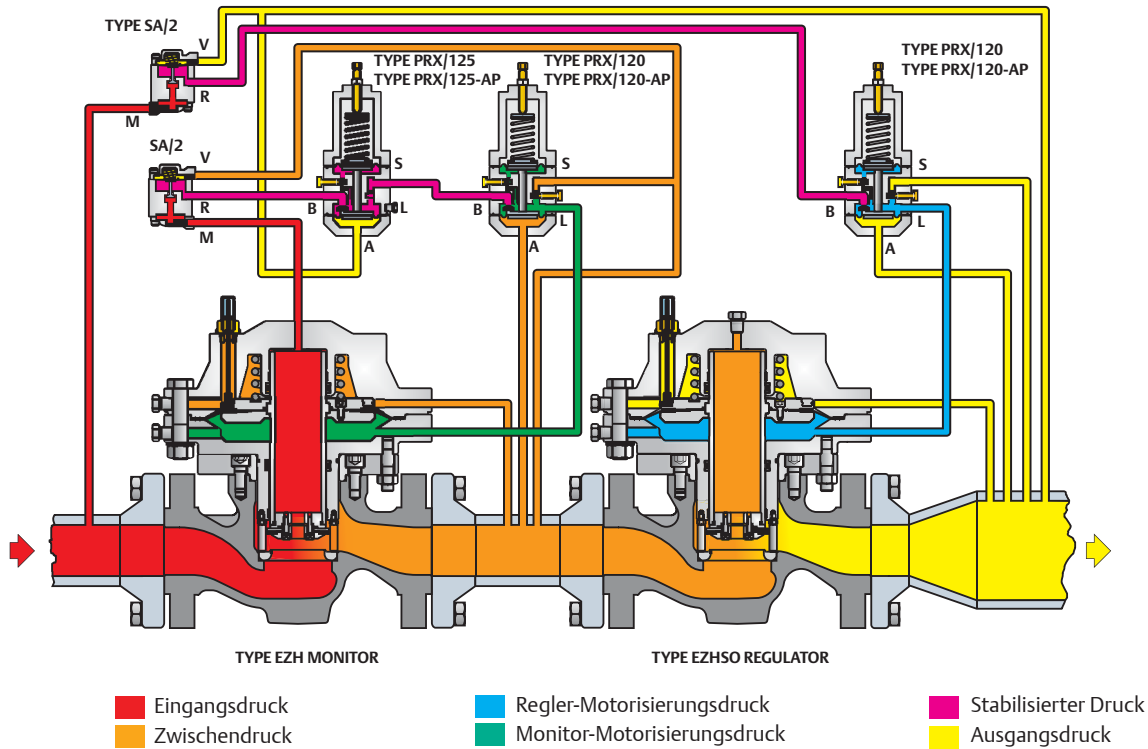 TYPE SA/2
V
R
M
SA/2
V
R
M
TYPE PRX/125
TYPE PRX/125-AP
S
B
L
A
TYPE PRX/120
TYPE PRX/120-AP
S
B
L
A
TYPE PRX/120
TYPE PRX/120-AP
S
B
L
A
TYPE EZH MONITOR
TYPE EZHSO REGULATOR
Eingangsdruck
Regler-Motorisierungsdruck
Stabilisierter Druck
Zwischendruck
Monitor-Motorisierungsdruck
Ausgangsdruck